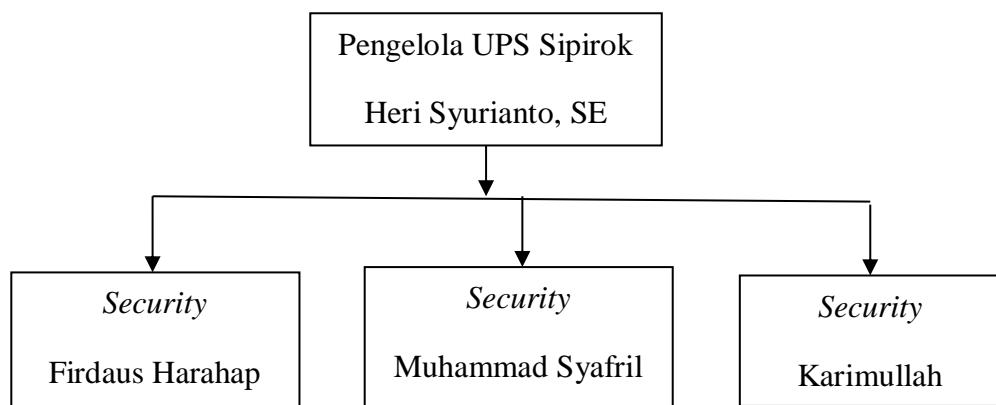 Pengelola UPS Sipirok
Heri Syurianto, SE
Security
Firdaus Harahap
Security
Muhammad Syafril
Security
Karimullah